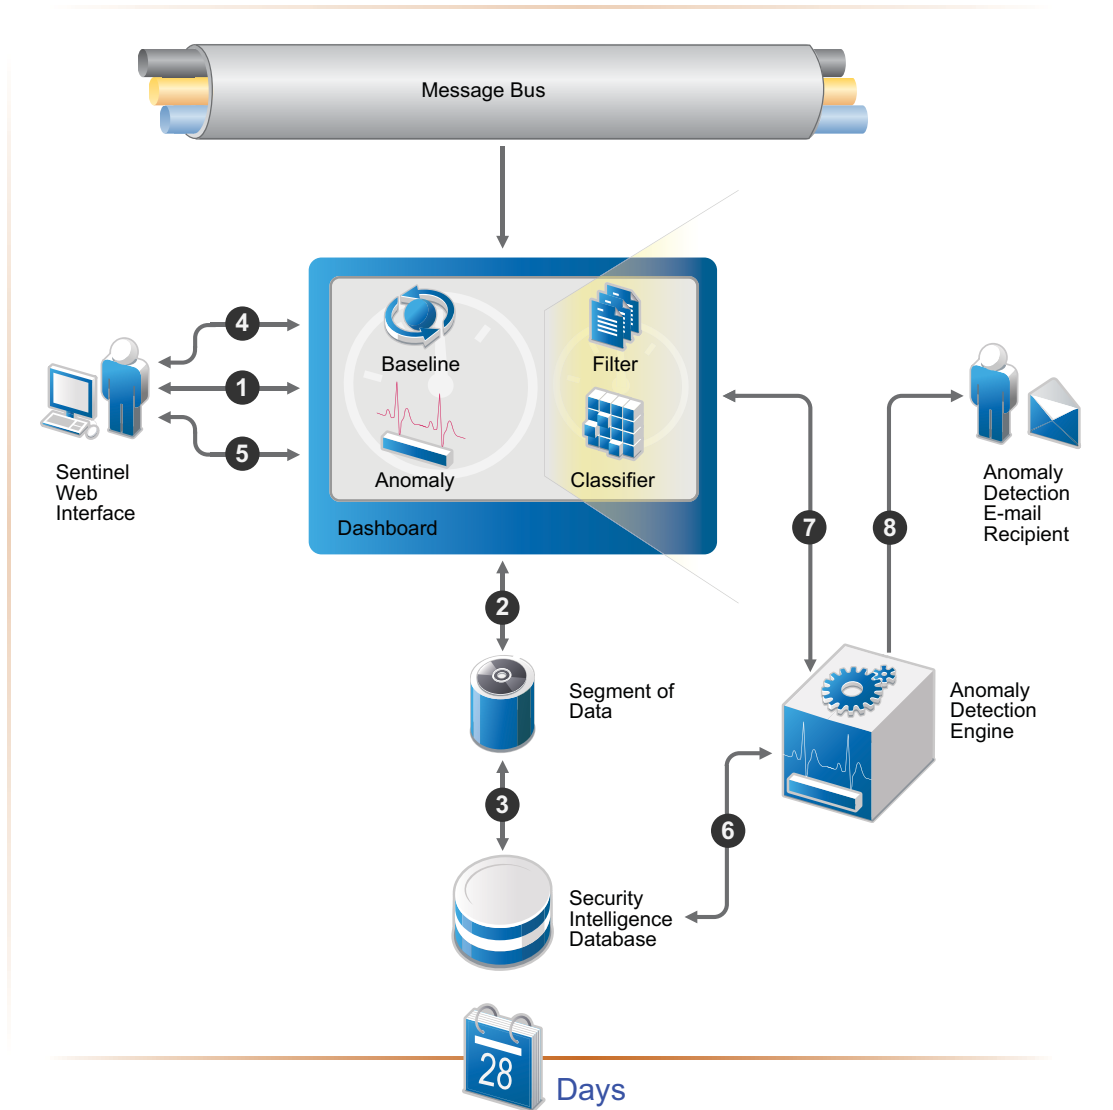 Message Bus
Baseline
Filter
4
1
5
Anomaly
Classifier
Dashboard
Sentinel
Web
Interface
Anomaly
Detection
E-mail
Recipient
7
8
2
Segment of
Data
Anomaly
Detection
Engine
3
6
Security
Intelligence
Database
28
Days